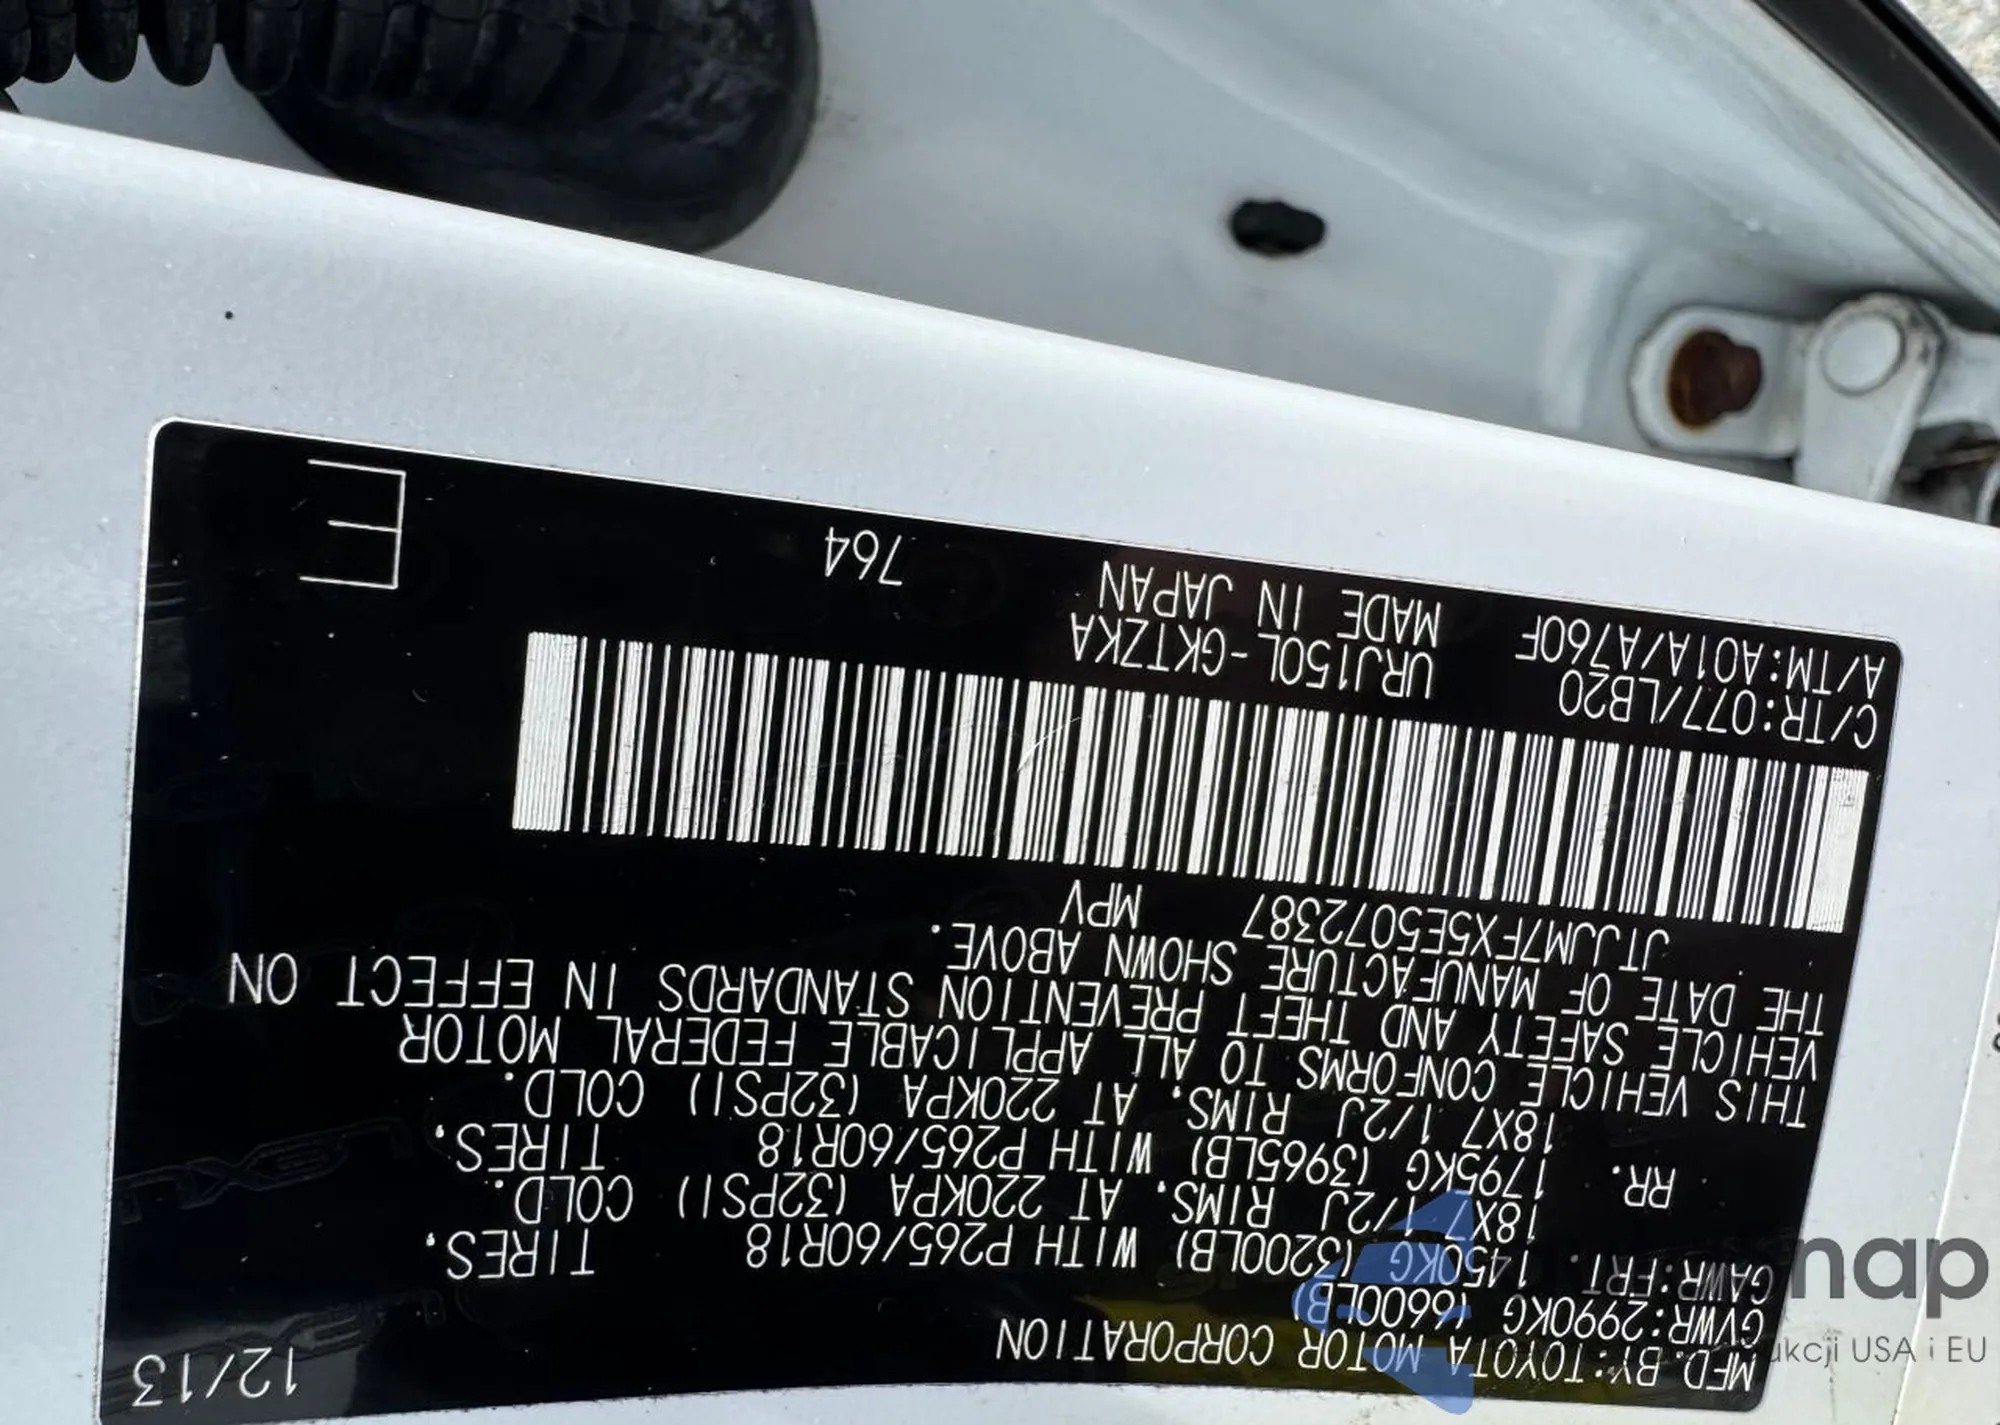 MFD. BY: TOYOTA MOTOR CORPORATION 12/13
GVWR: 2990KG (6600LB)
GAWR: FRT. 1450KG (3200LB) WITH P265/60R18 TIRES,
18X7 1/2J RIMS, AT 220KPA (32PSI) COLD.
RR. 1795KG (3965LB) WITH P265/60R18 TIRES,
18X7 1/2J RIMS, AT 220KPA (32PSI) COLD.
THIS VEHICLE CONFORMS TO ALL APPLICABLE FEDERAL MOTOR
VEHICLE SAFETY AND THEFT PREVENTION STANDARDS IN EFFECT ON
THE DATE OF MANUFACTURE SHOWN ABOVE.
JTJJM7FX5E5072387 MPV
C/TR: 077/LB20 URJ150L-GKTZKA
A/TM: A01A/A760F MADE IN JAPAN 764
E
USA i EU